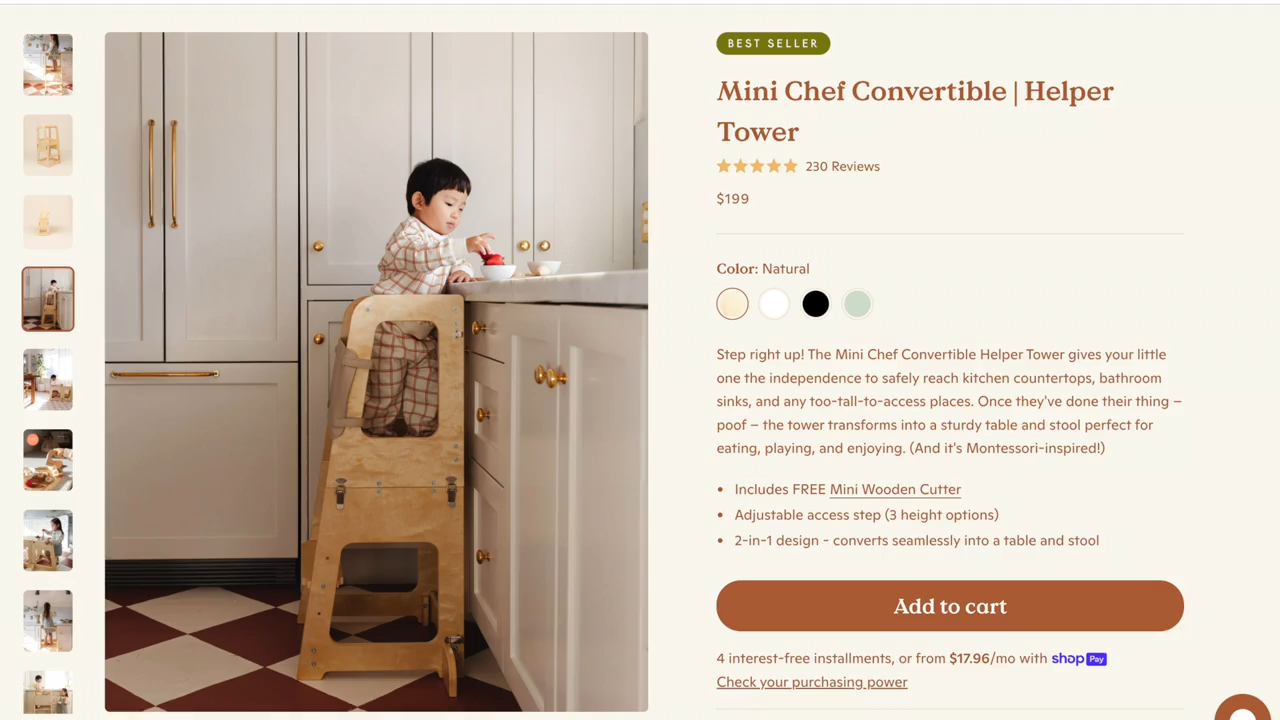 BEST SELLER
Mini Chef Convertible | Helper
Tower
230 Reviews
$199
Color: Natural
Step right up! The Mini Chef Convertible Helper Tower gives your little
one the independence to safely reach kitchen countertops, bathroom
sinks, and any too-tall-to-access places. Once they've done their thing –
poof – the tower transforms into a sturdy table and stool perfect for
eating, playing, and enjoying. (And it's Montessori-inspired!)
• Includes FREE Mini Wooden Cutter
• Adjustable access step (3 height options)
• 2-in-1 design - converts seamlessly into a table and stool
Add to cart
4 interest-free installments, or from $17.96/mo with shop Pay
Check your purchasing power